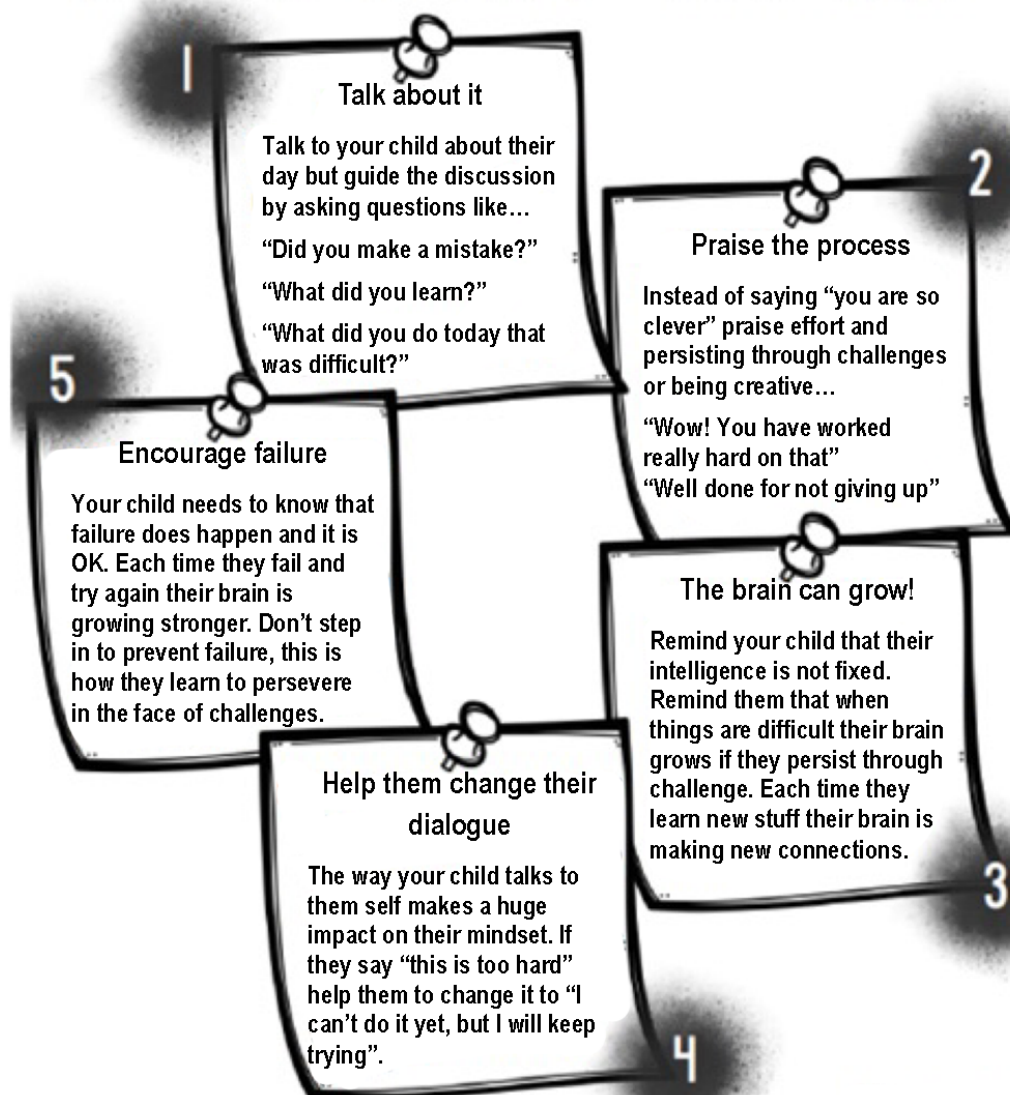 1
Talk about it
Talk to your child about their
day but guide the discussion
by asking questions like…
“Did you make a mistake?”
“What did you learn?”
“What did you do today that
was difficult?”
2
Praise the process
Instead of saying “you are so
clever” praise effort and
persisting through challenges
or being creative…
“Wow! You have worked
really hard on that”
“Well done for not giving up”
The brain can grow!
Remind your child that their
intelligence is not fixed.
Remind them that when
things are difficult their brain
grows if they persist through
challenge. Each time they
learn new stuff their brain is
making new connections.
3
Help them change their
dialogue
The way your child talks to
them self makes a huge
impact on their mindset. If
they say “this is too hard”
help them to change it to “I
can’t do it yet, but I will keep
trying”.
4
5
Encourage failure
Your child needs to know that
failure does happen and it is
OK. Each time they fail and
try again their brain is
growing stronger. Don’t step
in to prevent failure, this is
how they learn to persevere
in the face of challenges.